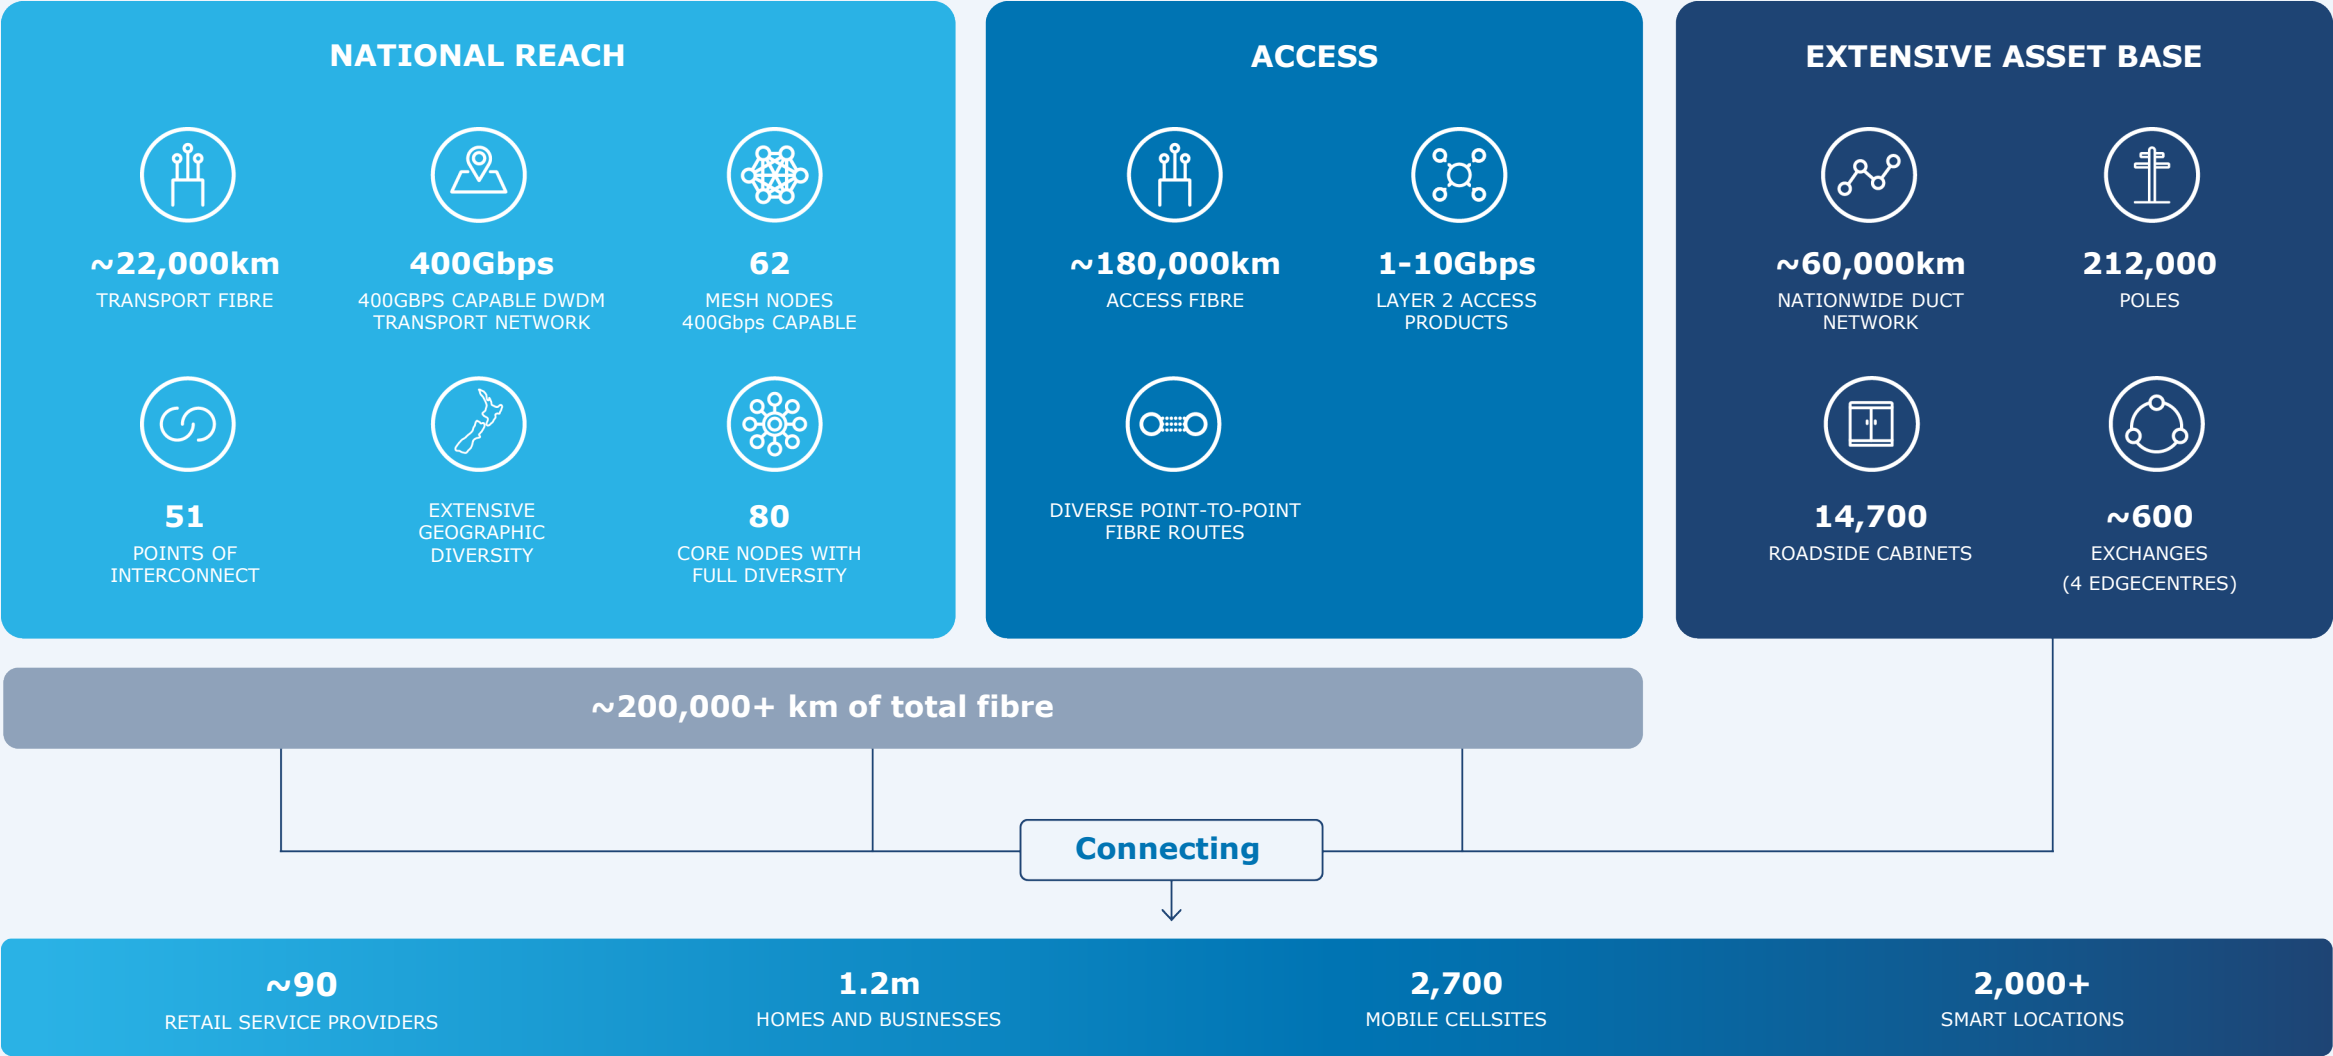 NATIONAL REACH
~22,000km
TRANSPORT FIBRE
400Gbps
400GBPS CAPABLE DWDM
TRANSPORT NETWORK
62
MESH NODES
400Gbps CAPABLE
51
POINTS OF
INTERCONNECT
EXTENSIVE
GEOGRAPHIC
DIVERSITY
80
CORE NODES WITH
FULL DIVERSITY
ACCESS
~180,000km
ACCESS FIBRE
1-10Gbps
LAYER 2 ACCESS
PRODUCTS
DIVERSE POINT-TO-POINT
FIBRE ROUTES
EXTENSIVE ASSET BASE
~60,000km
NATIONWIDE DUCT
NETWORK
212,000
POLES
14,700
ROADSIDE CABINETS
~600
EXCHANGES
(4 EDGECENTRES)
~200,000+ km of total fibre
Connecting
~90
RETAIL SERVICE PROVIDERS
1.2m
HOMES AND BUSINESSES
2,700
MOBILE CELLSITES
2,000+
SMART LOCATIONS